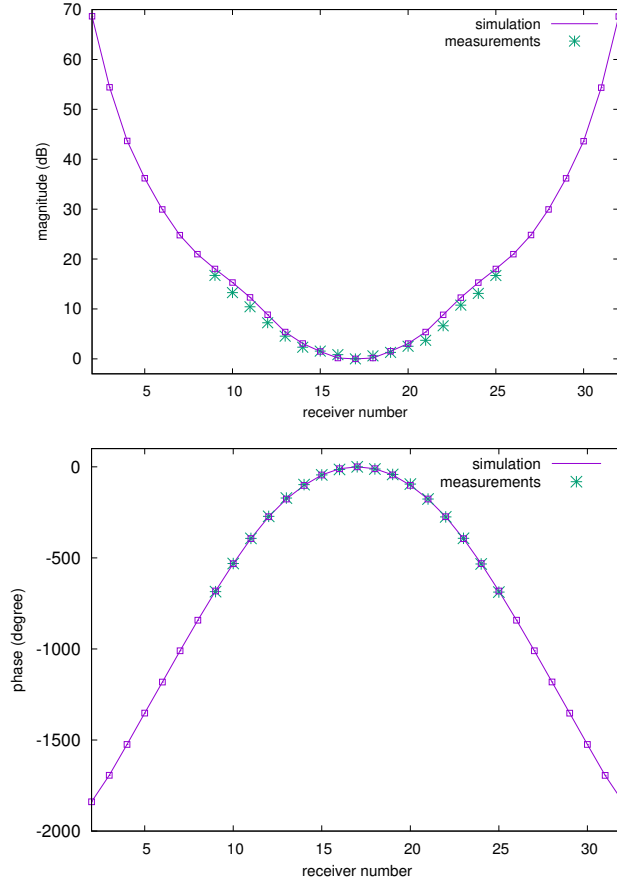 70
60
50
40
30
20
10
0
magnitude (dB)
simulation
measurements
5 10 15 20 25 30
receiver number
0
-500
-1000
-1500
-2000
phase (degree)
simulation
measurements
5 10 15 20 25 30
receiver number